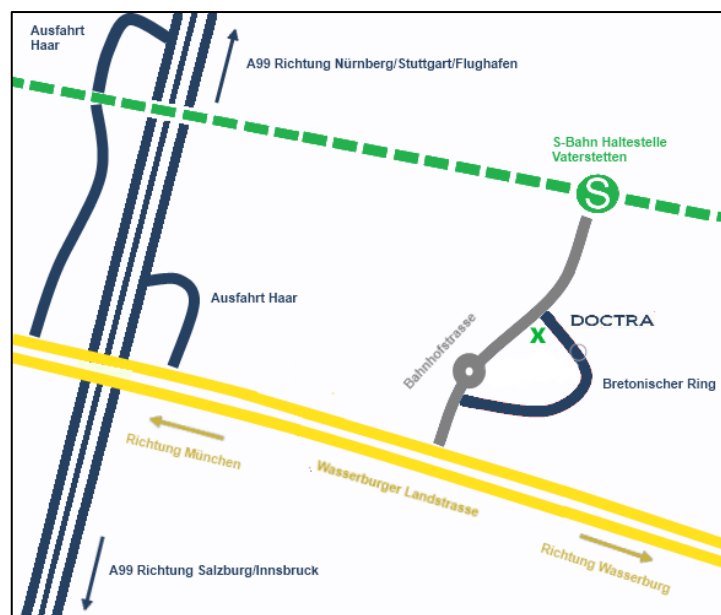 Ausfahrt
Haar
A99 Richtung Nürnberg/Stuttgart/Flughafen
S-Bahn Haltestelle
Vaterstetten
S
Ausfahrt Haar
DOCTRA
x
Bahnhofstrasse
Bretonischer Ring
Richtung München
Wasserburger Landstrasse
Richtung Wasserburg
A99 Richtung Salzburg/Innsbruck